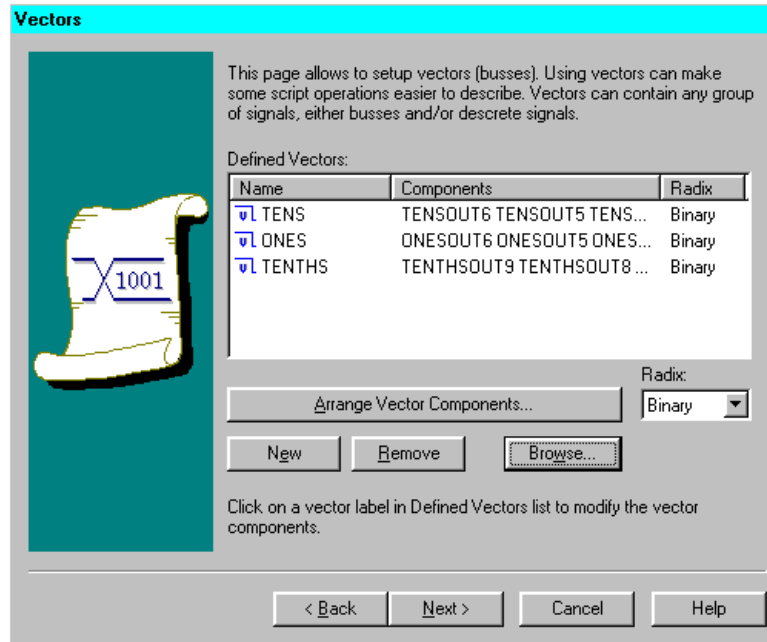 Vectors
This page allows to setup vectors (busses). Using vectors can make
some script operations easier to describe. Vectors can contain any group
of signals, either busses and/or descrete signals.
Defined Vectors:
Name Components Radix
TENS TENSOUT6 TENSOUT5 TENS... Binary
ONES ONESOUT6 ONESOUT5 ONES... Binary
TENTHS TENTHSOUT9 TENTHSOUT8 ... Binary
1001
Radix:
Arrange Vector Components... Binary
New Remove Browse...
Click on a vector label in Defined Vectors list to modify the vector
components.
< Back Next > Cancel Help